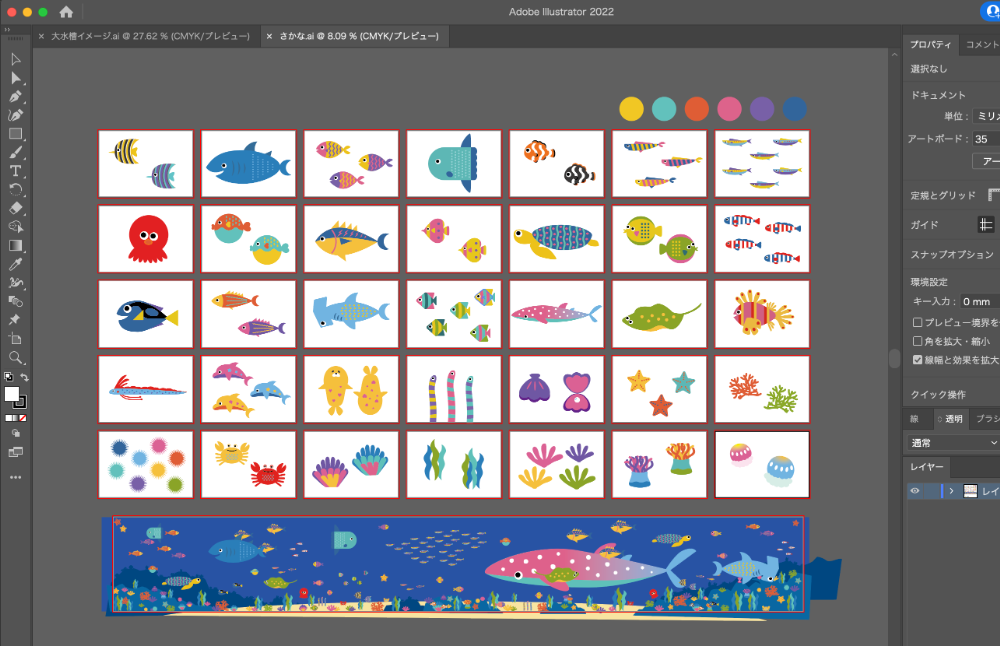 Adobe Illustrator 2022
× 大水槽イメージ.ai @ 27.62 % (CMYK/プレビュー)
× さかな.ai @ 8.09 % (CMYK/プレビュー)
プロパティ コメント
選択なし
ドキュメント
単位: ミリメ
アートボード: 35
アー
定規とグリッド
ガイド
スナップオプション
環境設定
キー入力: 0 mm
プレビュー境界を
角を拡大・縮小
線幅と効果を拡大
クイック操作
線 透明 ブラシ
通常
レイヤー
レイ